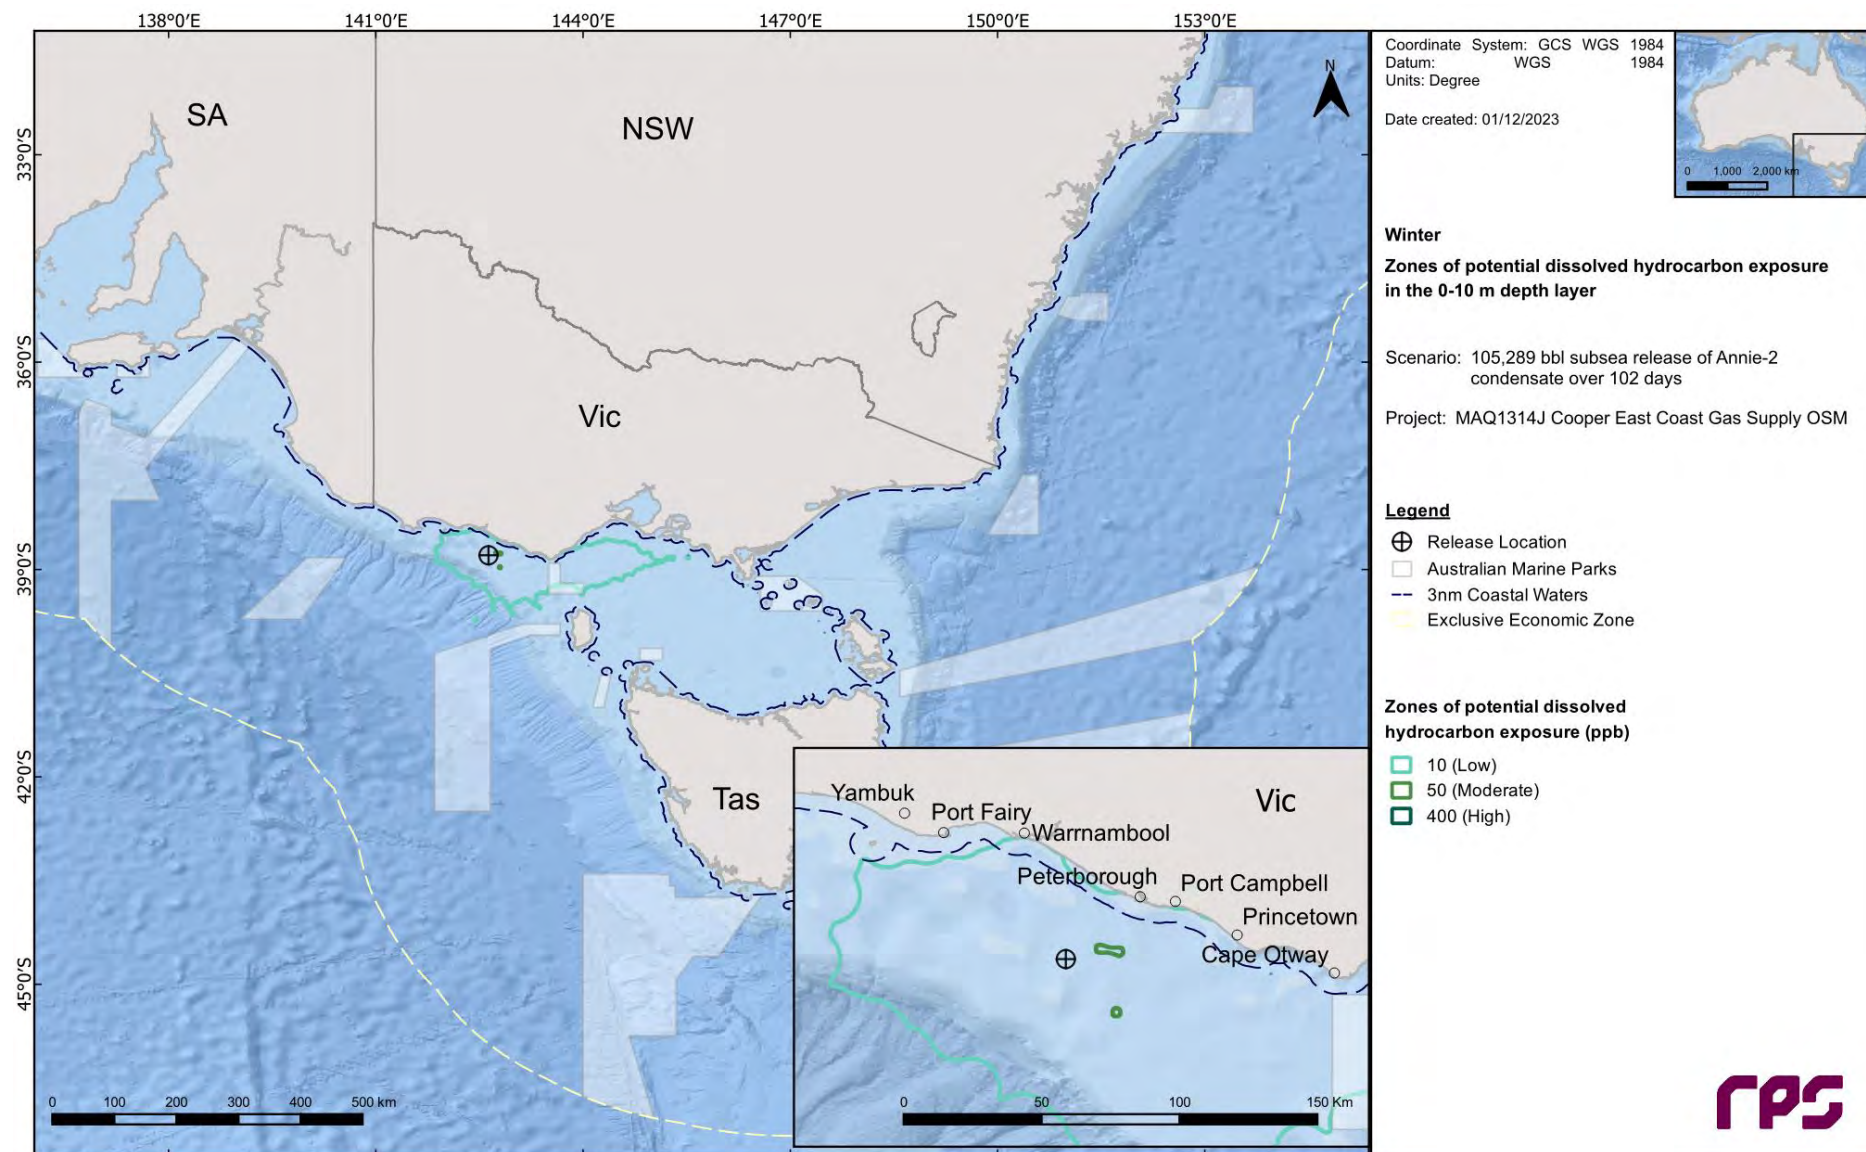 138°0'E 141°0'E 144°0'E 147°0'E 150°0'E 153°0'E
33°0'S
36°0'S
39°0'S
42°0'S
45°0'S
SA
NSW
Vic
Tas
N
0 100 200 300 400 500 km
Yambuk
Port Fairy
Warrnambool
Vic
Peterborough
Port Campbell
Princetown
Cape Otway
0 50 100 150 Km
Coordinate System: GCS WGS 1984
Datum: WGS 1984
Units: Degree
Date created: 01/12/2023
0 1,000 2,000 km
Winter
Zones of potential dissolved hydrocarbon exposure
in the 0-10 m depth layer
Scenario: 105,289 bbl subsea release of Annie-2
condensate over 102 days
Project: MAQ1314J Cooper East Coast Gas Supply OSM
Legend
Release Location
Australian Marine Parks
3nm Coastal Waters
Exclusive Economic Zone
Zones of potential dissolved
hydrocarbon exposure (ppb)
10 (Low)
50 (Moderate)
400 (High)
rps